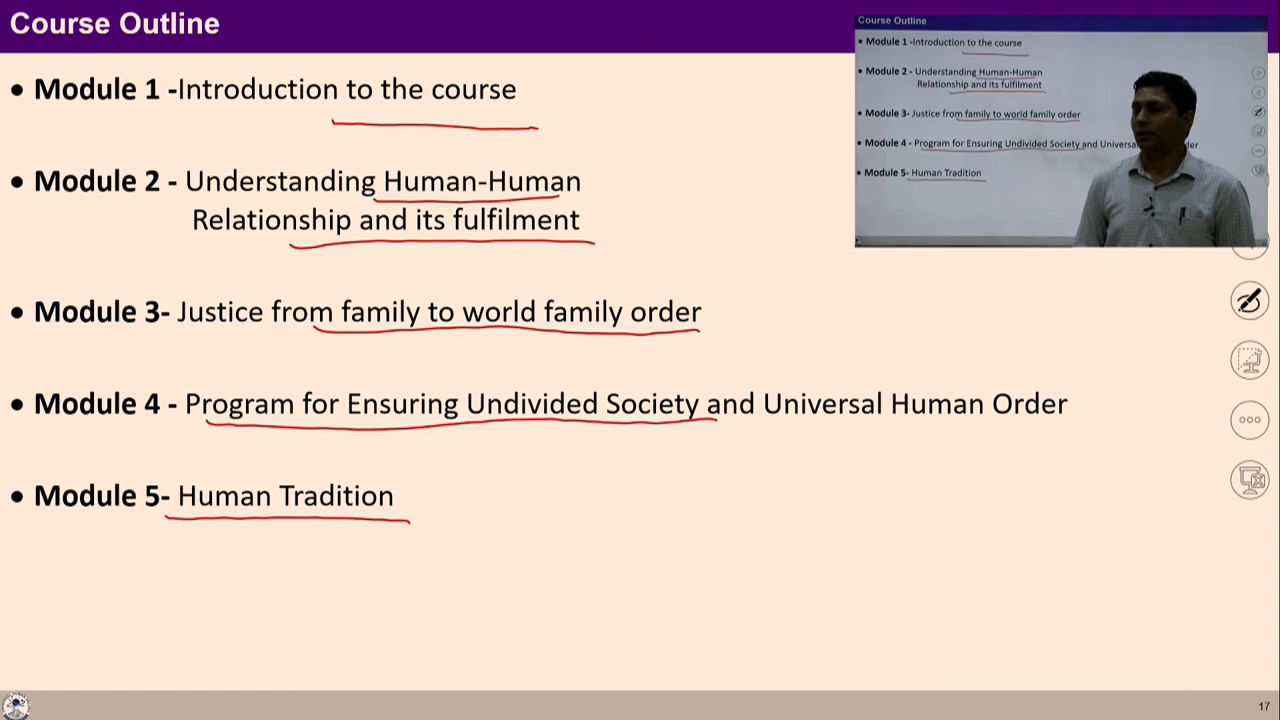 Course Outline
• Module 1 -Introduction to the course
• Module 2 - Understanding Human-Human
Relationship and its fulfilment
• Module 3- Justice from family to world family order
• Module 4 - Program for Ensuring Undivided Society and Universal Human Order
• Module 5- Human Tradition
Course Outline
• Module 1 -Introduction to the course
• Module 2 - Understanding Human-Human
Relationship and its fulfilment
• Module 3- Justice from family to world family order
• Module 4 - Program for Ensuring Undivided Society and
• Module 5- Human Tradition
17